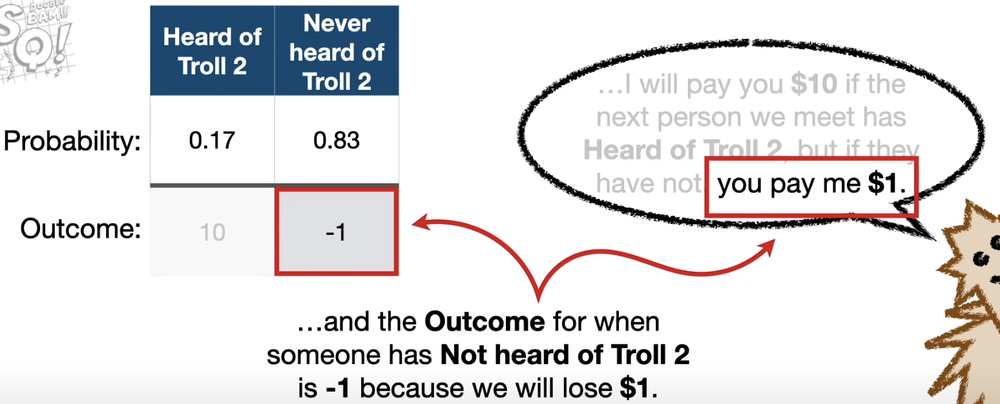 DOUBLE
BAM!!!
SQ!
Heard of
Troll 2
Never
heard of
Troll 2
Probability:
0.17
0.83
Outcome:
10
-1
…I will pay you $10 if the
next person we meet has
Heard of Troll 2, but if they
have not you pay me $1.
…and the Outcome for when
someone has Not heard of Troll 2
is -1 because we will lose $1.